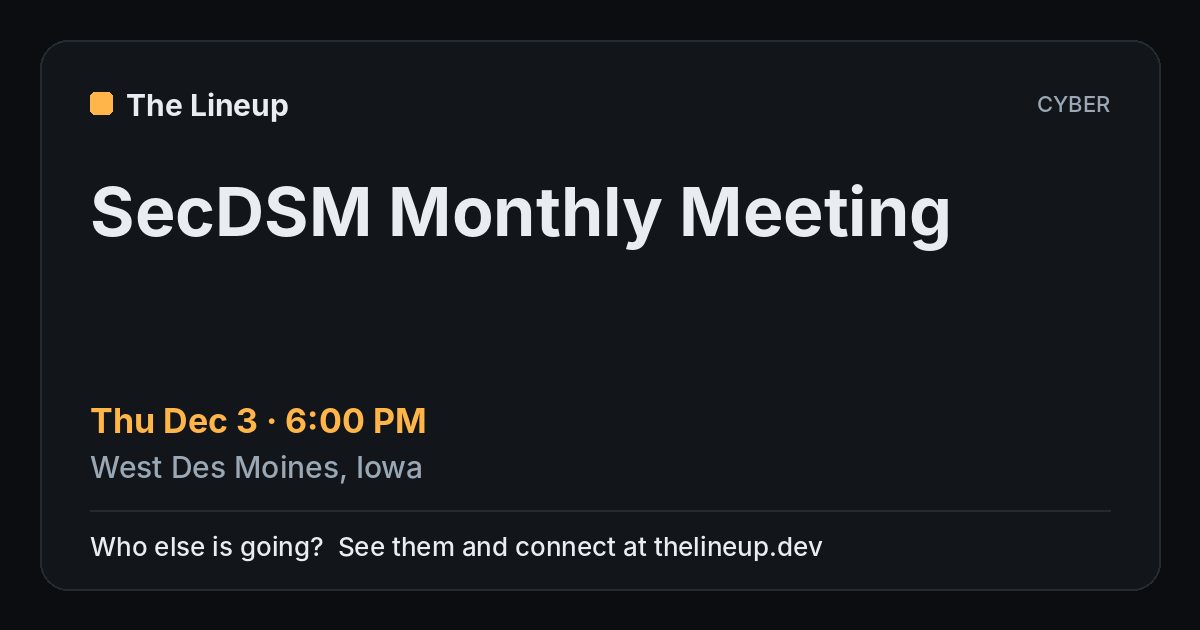 The Lineup
CYBER
SecDSM Monthly Meeting
Thu Dec 3 · 6:00 PM
West Des Moines, Iowa
Who else is going? See them and connect at thelineup.dev